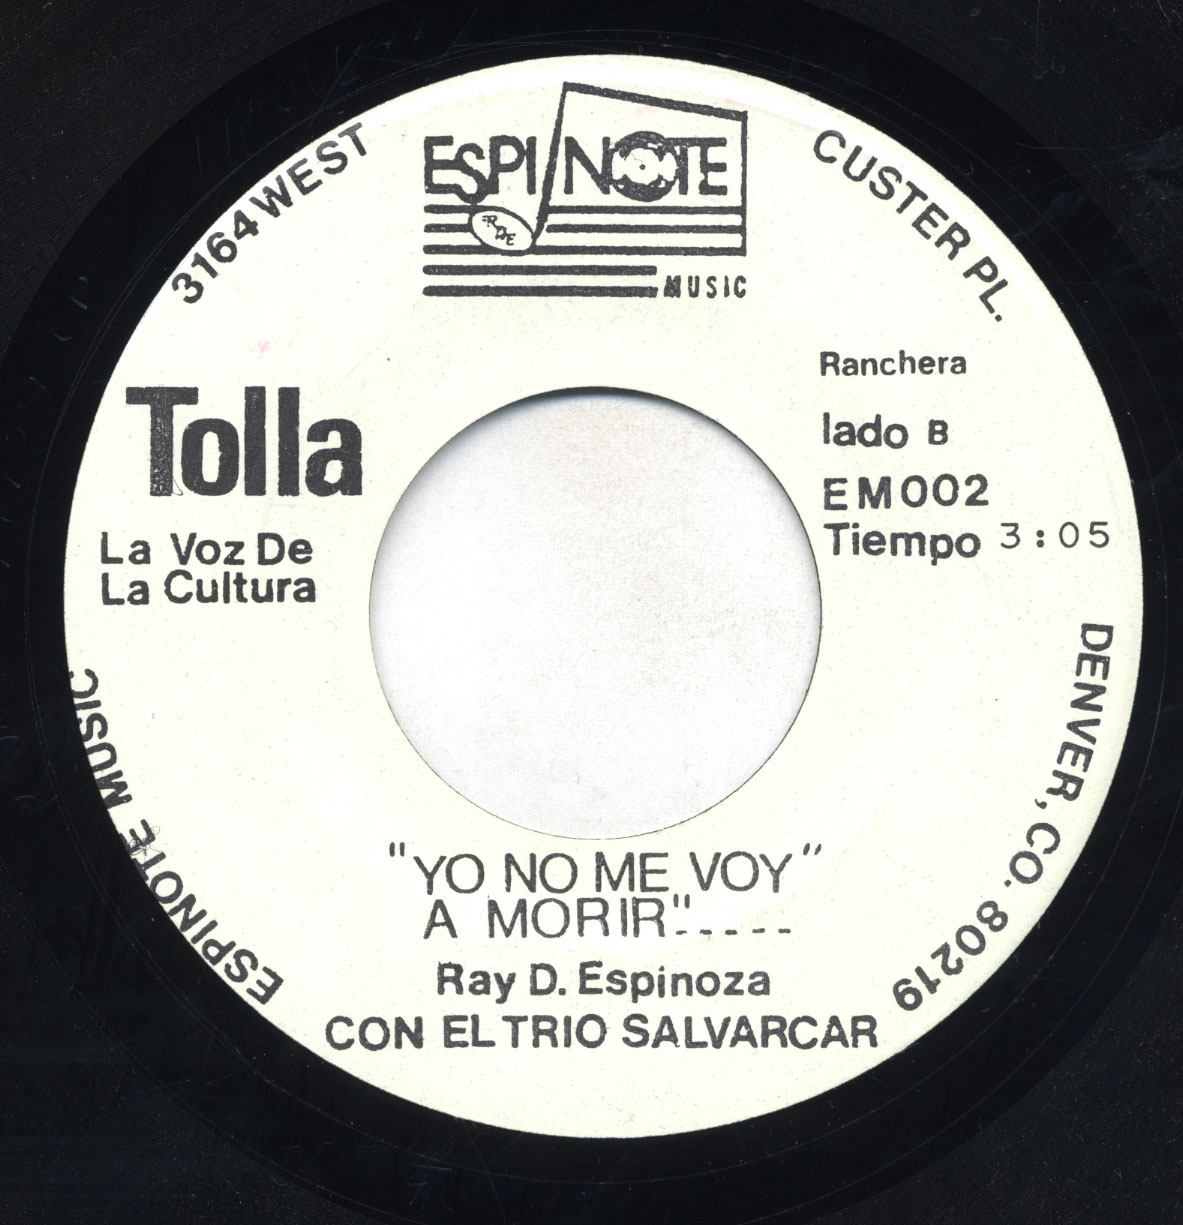 ESPINOTE
RDE
MUSIC
3164 WEST
CUSTER PL.
DENVER, CO. 80219
ESPINOTE MUSIC.
Ranchera
lado B
EM002
Tiempo 3:05
Tolla
La Voz De
La Cultura
"YO NO ME VOY"
A MORIR".-----
Ray D. Espinoza
CON EL TRIO SALVARCAR